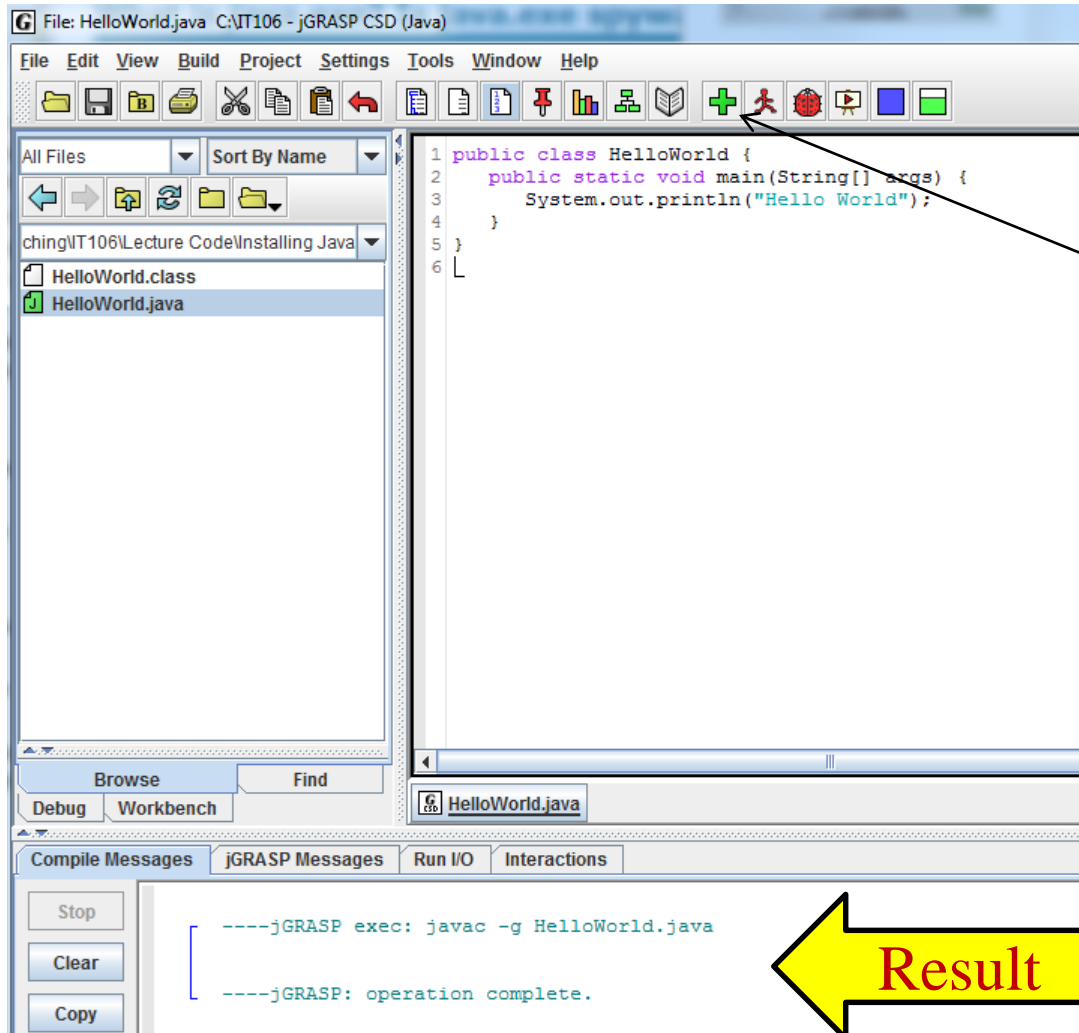 File: HelloWorld.java C:\IT106 - jGRASP CSD (Java)
File Edit View Build Project Settings Tools Window Help
All Files Sort By Name
ching\IT106\Lecture Code\Installing Java
HelloWorld.class
HelloWorld.java
1 public class HelloWorld {
2 public static void main(String[] args) {
3 System.out.println("Hello World");
4 }
5 }
6
Browse Find
Debug Workbench
HelloWorld.java
Compile Messages jGRASP Messages Run I/O Interactions
Stop
Clear
Copy
----jGRASP exec: javac -g HelloWorld.java
----jGRASP: operation complete.
Result